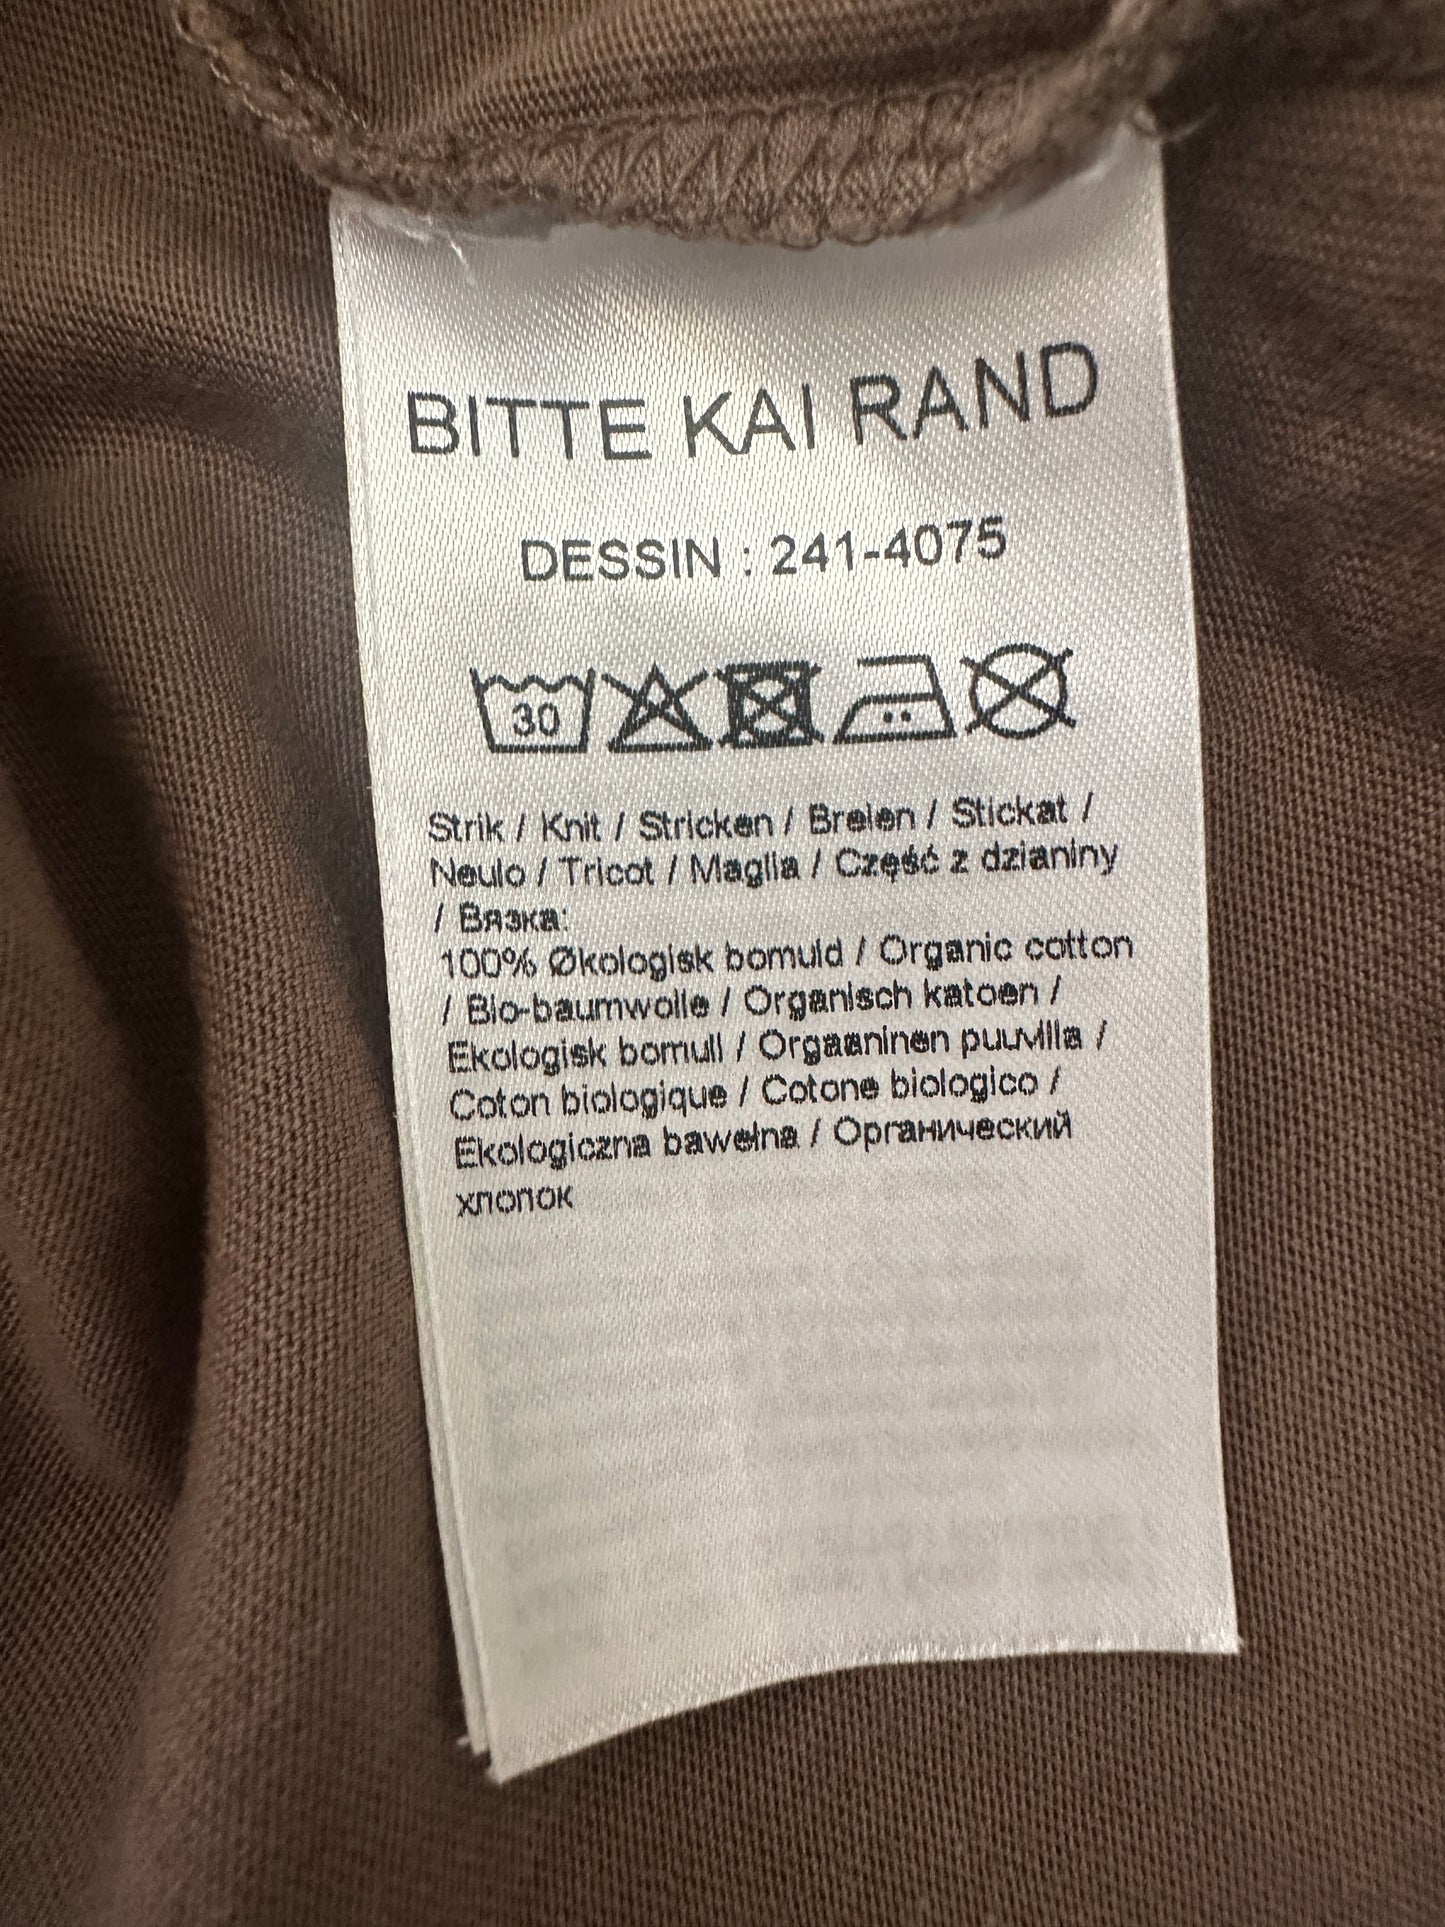 BITTE KAI RAND
DESSIN : 241-4075
30
Strik / Knit / Stricken / Breien / Stickat /
Neulo / Tricot / Maglia / Część z dzianiny
/ Вязка:
100% Økologisk bomuld / Organic cotton
/ Bio-baumwolle / Organisch katoen /
Ekologisk bomull / Orgaaninen puuvilla /
Coton biologique / Cotone biologico /
Ekologiczna bawełna / Органический
хлопок